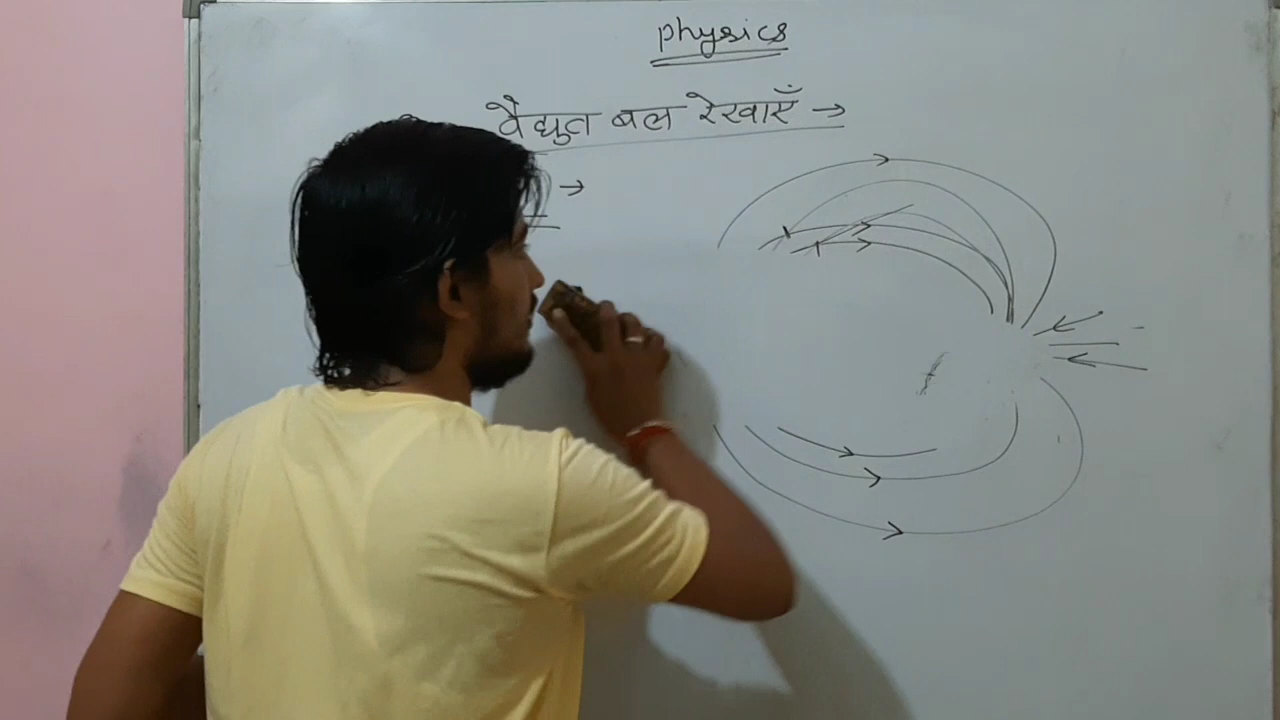 physics
वैद्युत बल रेखाएँ →
→